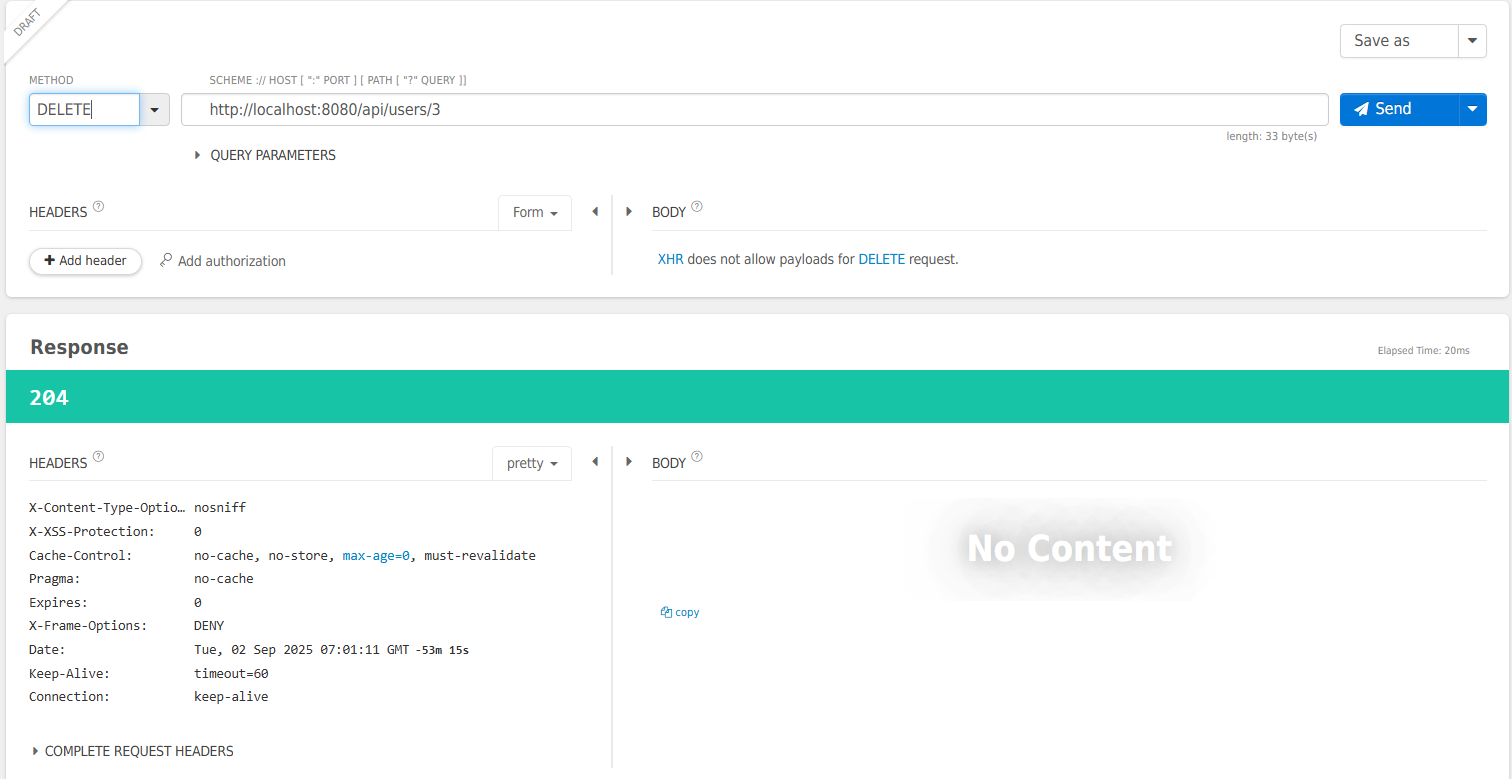 DRAFT
Save as
METHOD
SCHEME :// HOST [ ":" PORT ] [ PATH [ "?" QUERY ]]
DELETE
http://localhost:8080/api/users/3
Send
length: 33 byte(s)
QUERY PARAMETERS
HEADERS ?
Form
BODY ?
Add header
Add authorization
XHR does not allow payloads for DELETE request.
Response
Elapsed Time: 20ms
204
HEADERS ?
pretty
BODY ?
X-Content-Type-Optio… nosniff
X-XSS-Protection: 0
Cache-Control: no-cache, no-store, max-age=0, must-revalidate
Pragma: no-cache
Expires: 0
X-Frame-Options: DENY
Date: Tue, 02 Sep 2025 07:01:11 GMT -53m 15s
Keep-Alive: timeout=60
Connection: keep-alive
No Content
copy
COMPLETE REQUEST HEADERS